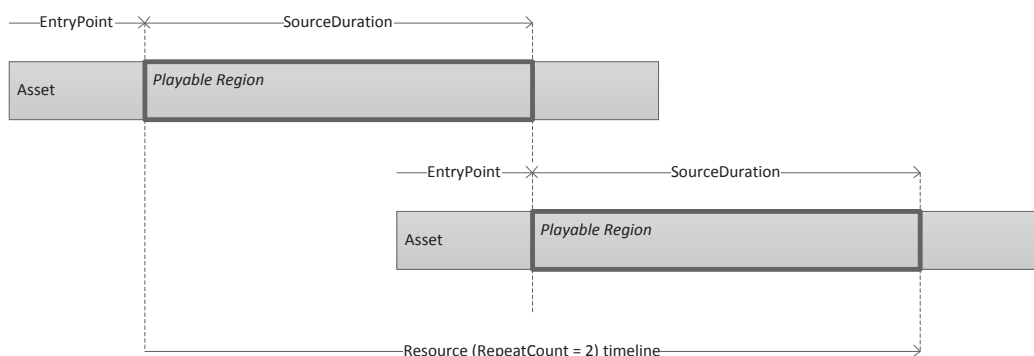 EntryPoint SourceDuration
Playable Region
Asset
EntryPoint SourceDuration
Playable Region
Asset
Resource (RepeatCount = 2) timeline